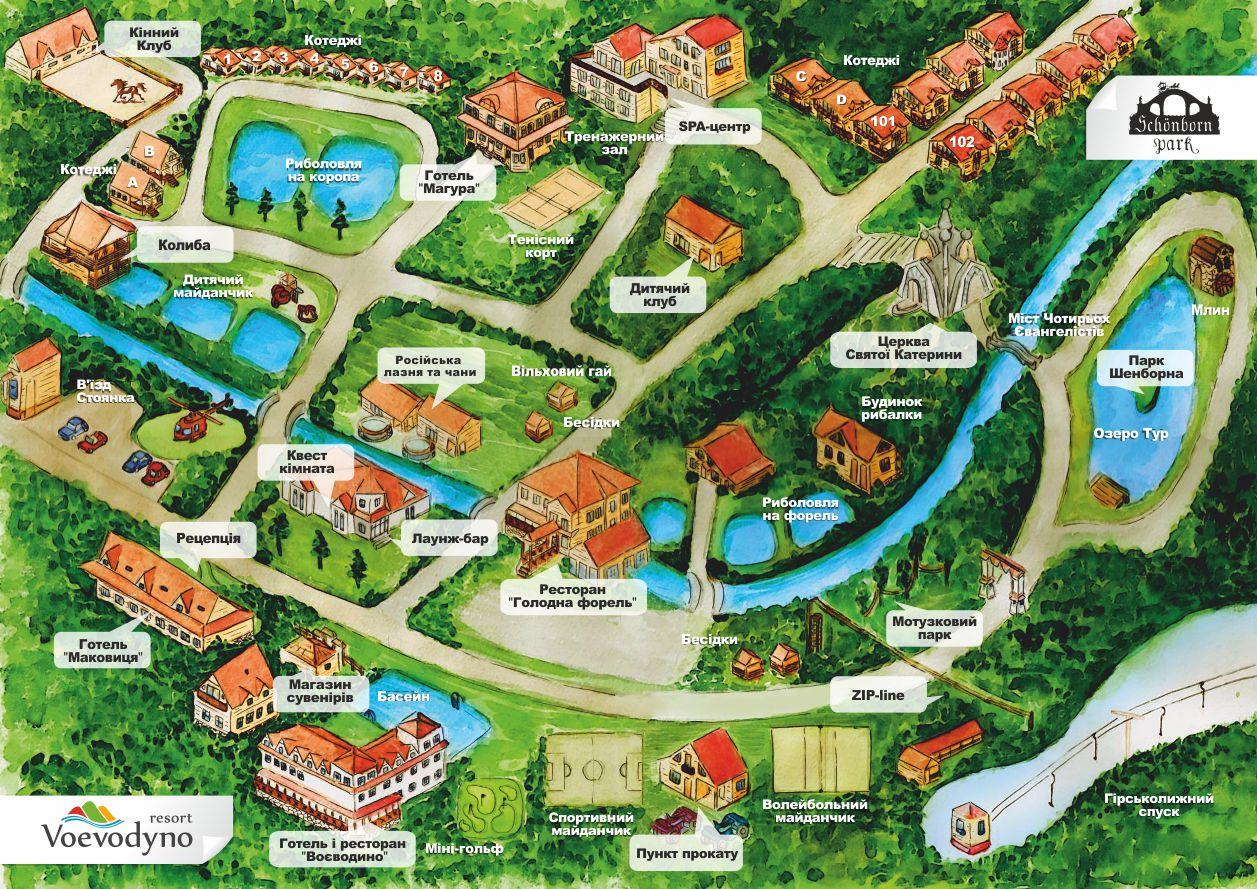 Кінний
Клуб
Котеджі
1 2 3 4 5 6 7 8
Котеджі
C
D
101
102
Schönborn
park
SPA-центр
Тренажерний
зал
Котеджі
B
A
Риболовля
на коропа
Готель
"Магура"
Тенісний
корт
Колиба
Дитячий
майданчик
Дитячий
клуб
Церква
Святої Катерини
Міст Чотирьох
Євангелістів
Млин
Парк
Шенборна
Озеро Тур
В'їзд
Стоянка
Російська
лазня та чани
Вільховий гай
Бесідки
Будинок
рибалки
Квест
кімната
Риболовля
на форель
Рецепція
Лаунж-бар
Ресторан
"Голодна форель"
Готель
"Маковиця"
Бесідки
Мотузковий
парк
Магазин
сувенірів
Басейн
ZIP-line
Гірськолижний
спуск
Волейбольний
майданчик
Спортивний
майданчик
resort
Voevodyno
Готель і ресторан
"Воєводино"
Міні-гольф
Пункт прокату